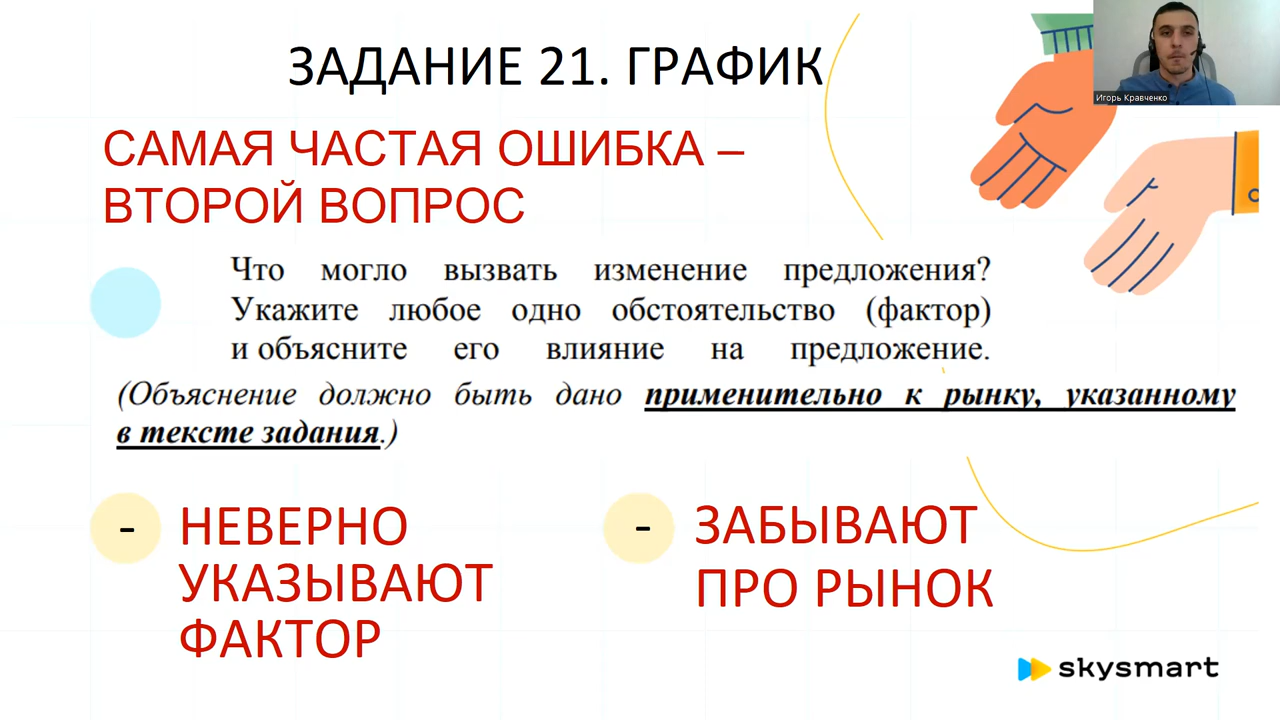 ЗАДАНИЕ 21. ГРАФИК
Игорь Кравченко
САМАЯ ЧАСТАЯ ОШИБКА –
ВТОРОЙ ВОПРОС
Что могло вызвать изменение предложения?
Укажите любое одно обстоятельство (фактор)
и объясните его влияние на предложение.
(Объяснение должно быть дано применительно к рынку, указанному
в тексте задания.)
- НЕВЕРНО
УКАЗЫВАЮТ
ФАКТОР
- ЗАБЫВАЮТ
ПРО РЫНОК
skysmart